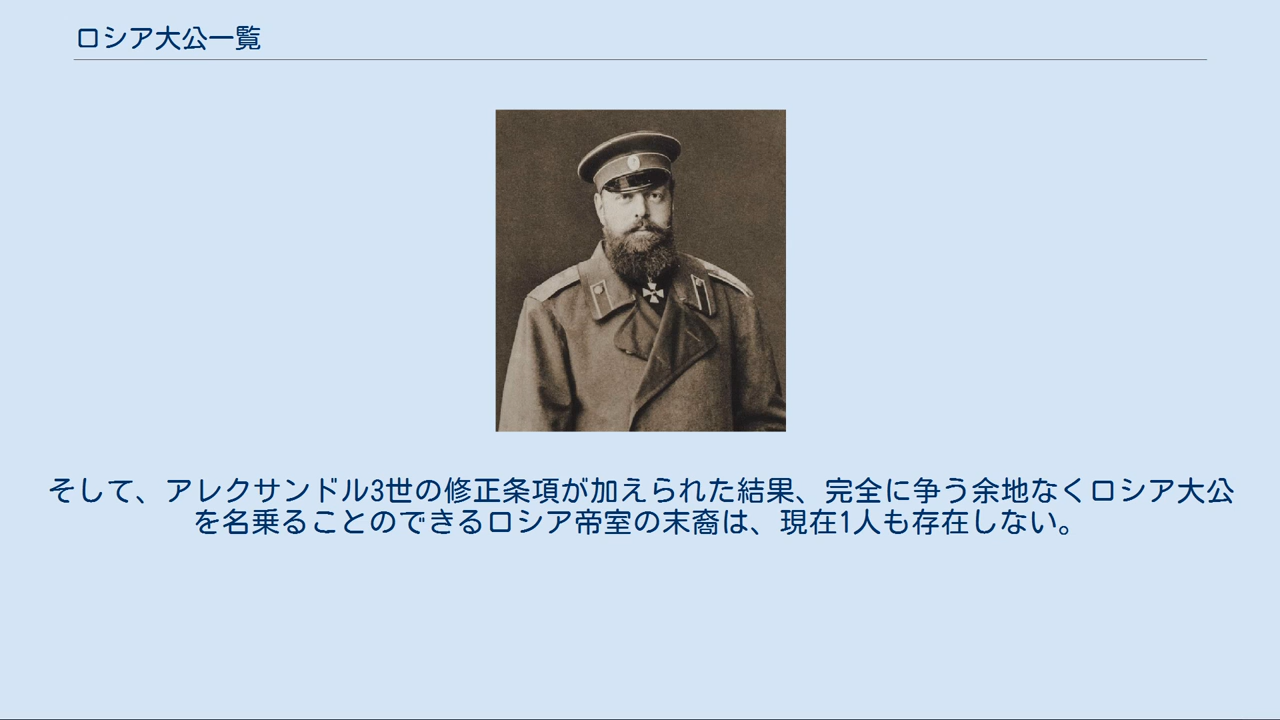 ロシア大公一覧
そして、アレクサンドル3世の修正条項が加えられた結果、完全に争う余地なくロシア大公
を名乗ることのできるロシア帝室の末裔は、現在1人も存在しない。